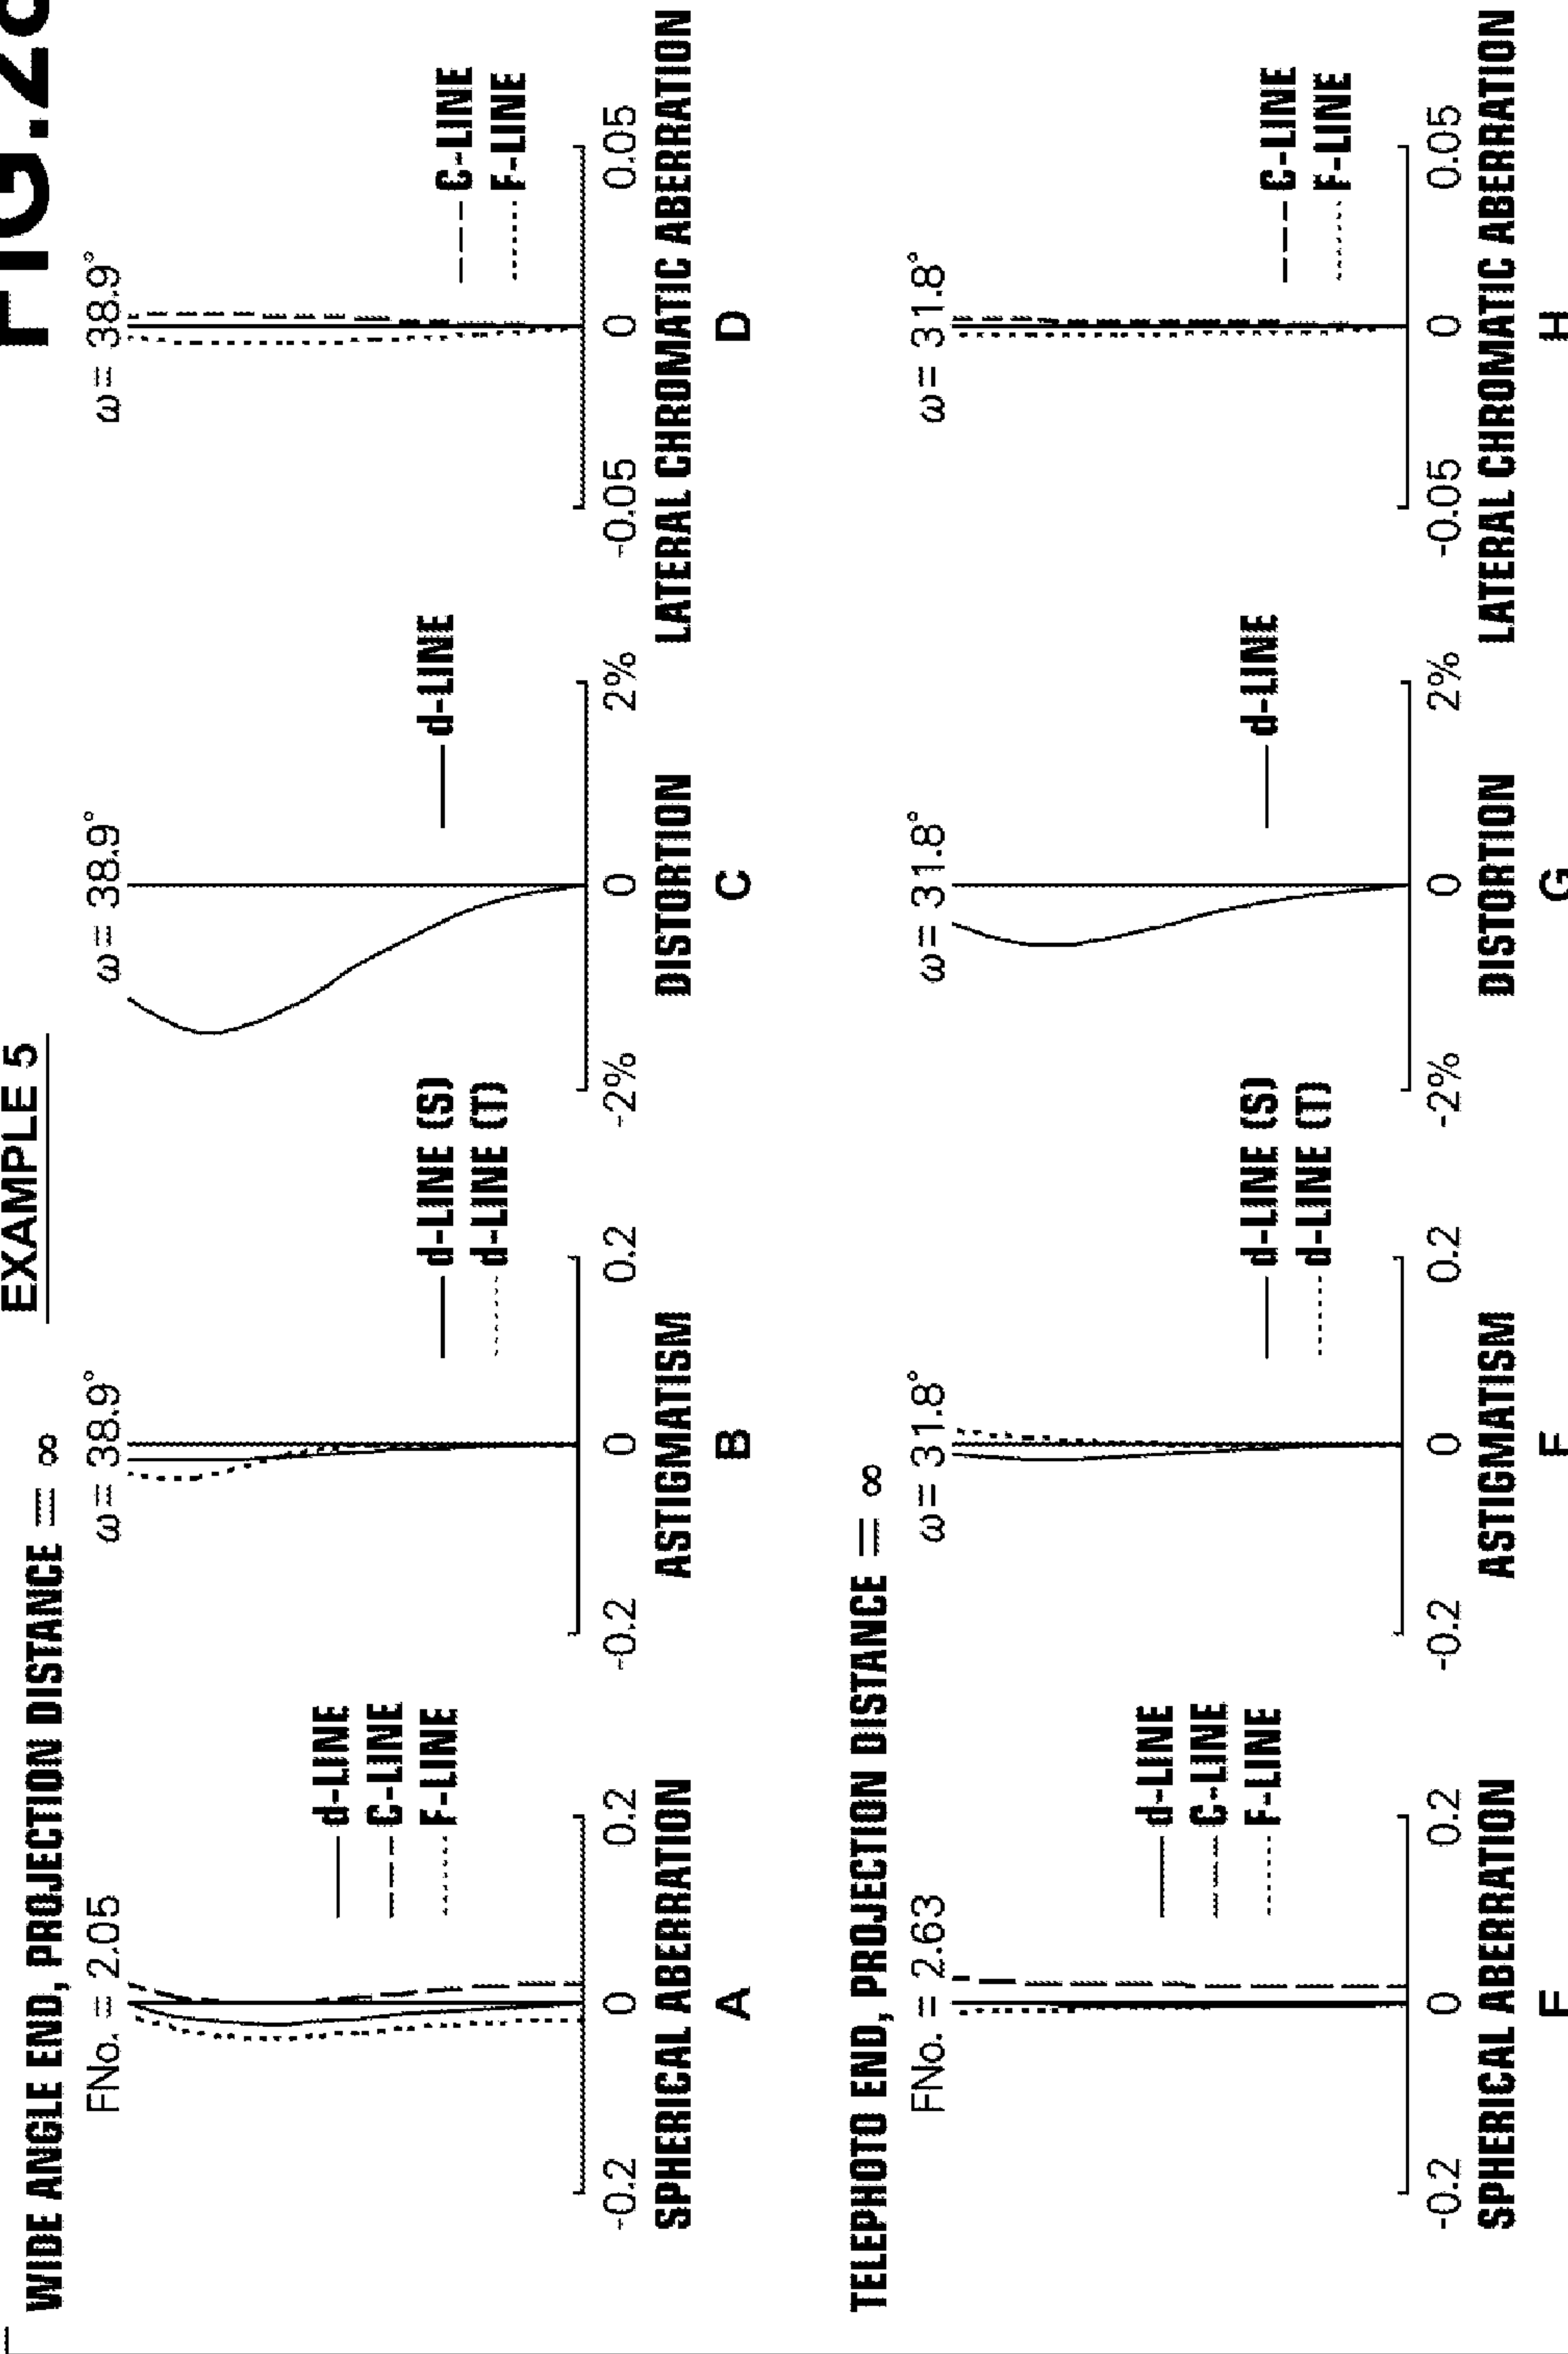 EXAMPLE 5
WIDE ANGLE END, PROJECTION DISTANCE = ∞
FNo. = 2.05
d-LINE
C-LINE
F-LINE
-0.2 0 0.2
SPHERICAL ABERRATION
A
ω = 38.9°
d-LINE (S)
d-LINE (T)
-0.2 0 0.2
ASTIGMATISM
B
ω = 38.9°
d-LINE
-2% 0 2%
DISTORTION
C
ω = 38.9°
C-LINE
F-LINE
-0.05 0 0.05
LATERAL CHROMATIC ABERRATION
D
TELEPHOTO END, PROJECTION DISTANCE = ∞
FNo. = 2.63
d-LINE
C-LINE
F-LINE
-0.2 0 0.2
SPHERICAL ABERRATION
ω = 31.8°
d-LINE (S)
d-LINE (T)
-0.2 0 0.2
ASTIGMATISM
ω = 31.8°
d-LINE
-2% 0 2%
DISTORTION
G
ω = 31.8°
C-LINE
F-LINE
-0.05 0 0.05
LATERAL CHROMATIC ABERRATION
H